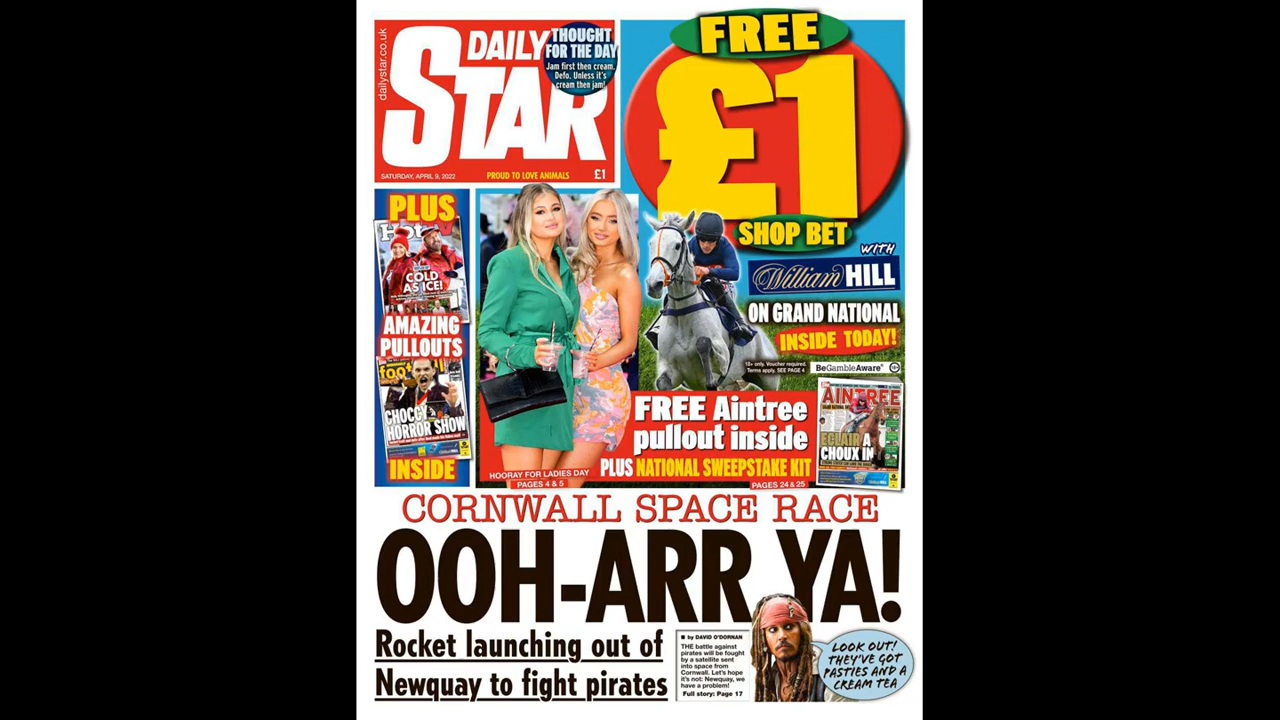 dailystar.co.uk
DAILY
STAR
THOUGHT
FOR THE DAY
Jam first then cream.
Defo. Unless it's
cream then jam!
SATURDAY, APRIL 9, 2022
PROUD TO LOVE ANIMALS
£1
FREE
£1
SHOP BET
WITH
William HILL
ON GRAND NATIONAL
INSIDE TODAY!
18+ only. Voucher required.
Terms apply. SEE PAGE 4
BeGambleAware
18+
PLUS
COLD
AS ICE!
AMAZING
PULLOUTS
CHOCCY
HORROR SHOW
INSIDE
HOORAY FOR LADIES DAY
PAGES 4 & 5
FREE Aintree
pullout inside
PLUS NATIONAL SWEEPSTAKE KIT
PAGES 24 & 25
AINTREE
ECLAIR A
CHOUX IN
CORNWALL SPACE RACE
OOH-ARR YA!
Rocket launching out of
Newquay to fight pirates
■ by DAVID O'DORNAN
THE battle against
pirates will be fought
by a satellite sent
into space from
Cornwall. Let's hope
it's not: Newquay, we
have a problem!
Full story: Page 17
LOOK OUT!
THEY'VE GOT
PASTIES AND A
CREAM TEA